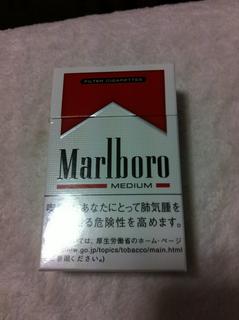 FILTER CIGARETTES
Marlboro
MEDIUM
喫 あなたにとって肺気腫を
る危険性を高めます。
ては、厚生労働省のホーム・ページ
w.go.jp/topics/tobacco/main.html
照ください。)